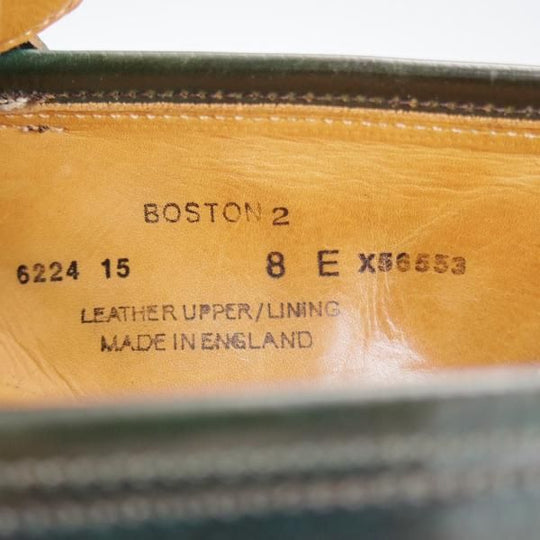 BOSTON 2
6224 15 8 E X56553
LEATHER UPPER/LINING
MADE IN ENGLAND